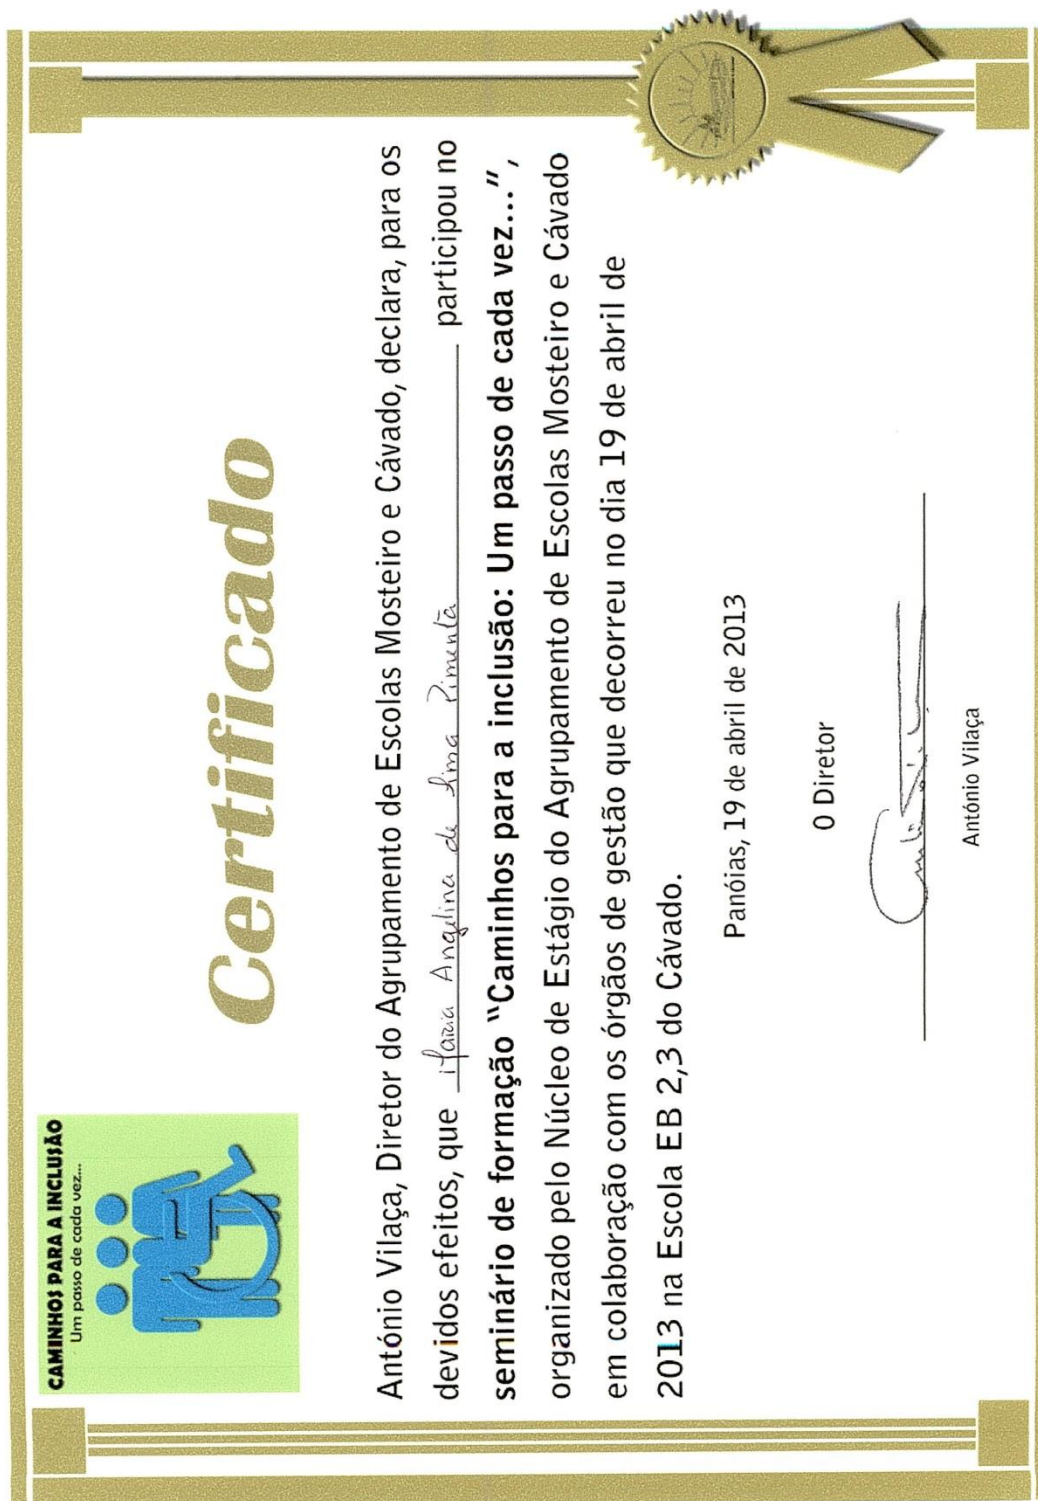 CAMINHOS PARA A INCLUSÃO
Um passo de cada vez...
Certificado
António Vilaça, Diretor do Agrupamento de Escolas Mosteiro e Cávado, declara, para os
devidos efeitos, que Maria Angelina de Lima Pimenta participou no
seminário de formação “Caminhos para a inclusão: Um passo de cada vez...”,
organizado pelo Núcleo de Estágio do Agrupamento de Escolas Mosteiro e Cávado
em colaboração com os órgãos de gestão que decorreu no dia 19 de abril de
2013 na Escola EB 2,3 do Cávado.
Panóias, 19 de abril de 2013
O Diretor
António Vilaça